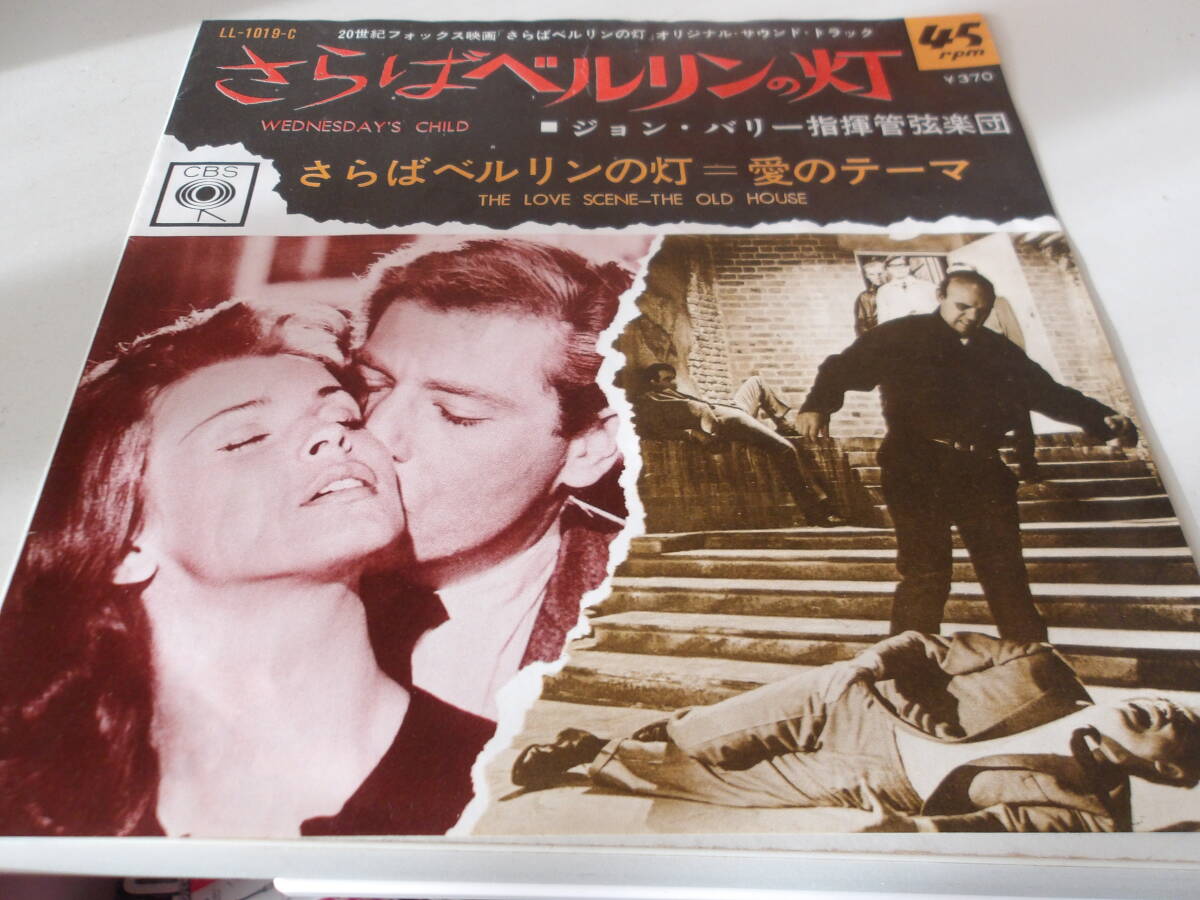 LL-1019-C
20世紀フォックス映画「さらばベルリンの灯」オリジナル・サウンド・トラック
45
rpm
¥370
さらばベルリンの灯
WEDNESDAY'S CHILD
■ジョン・バリー指揮管弦楽団
CBS
さらばベルリンの灯=愛のテーマ
THE LOVE SCENE—THE OLD HOUSE